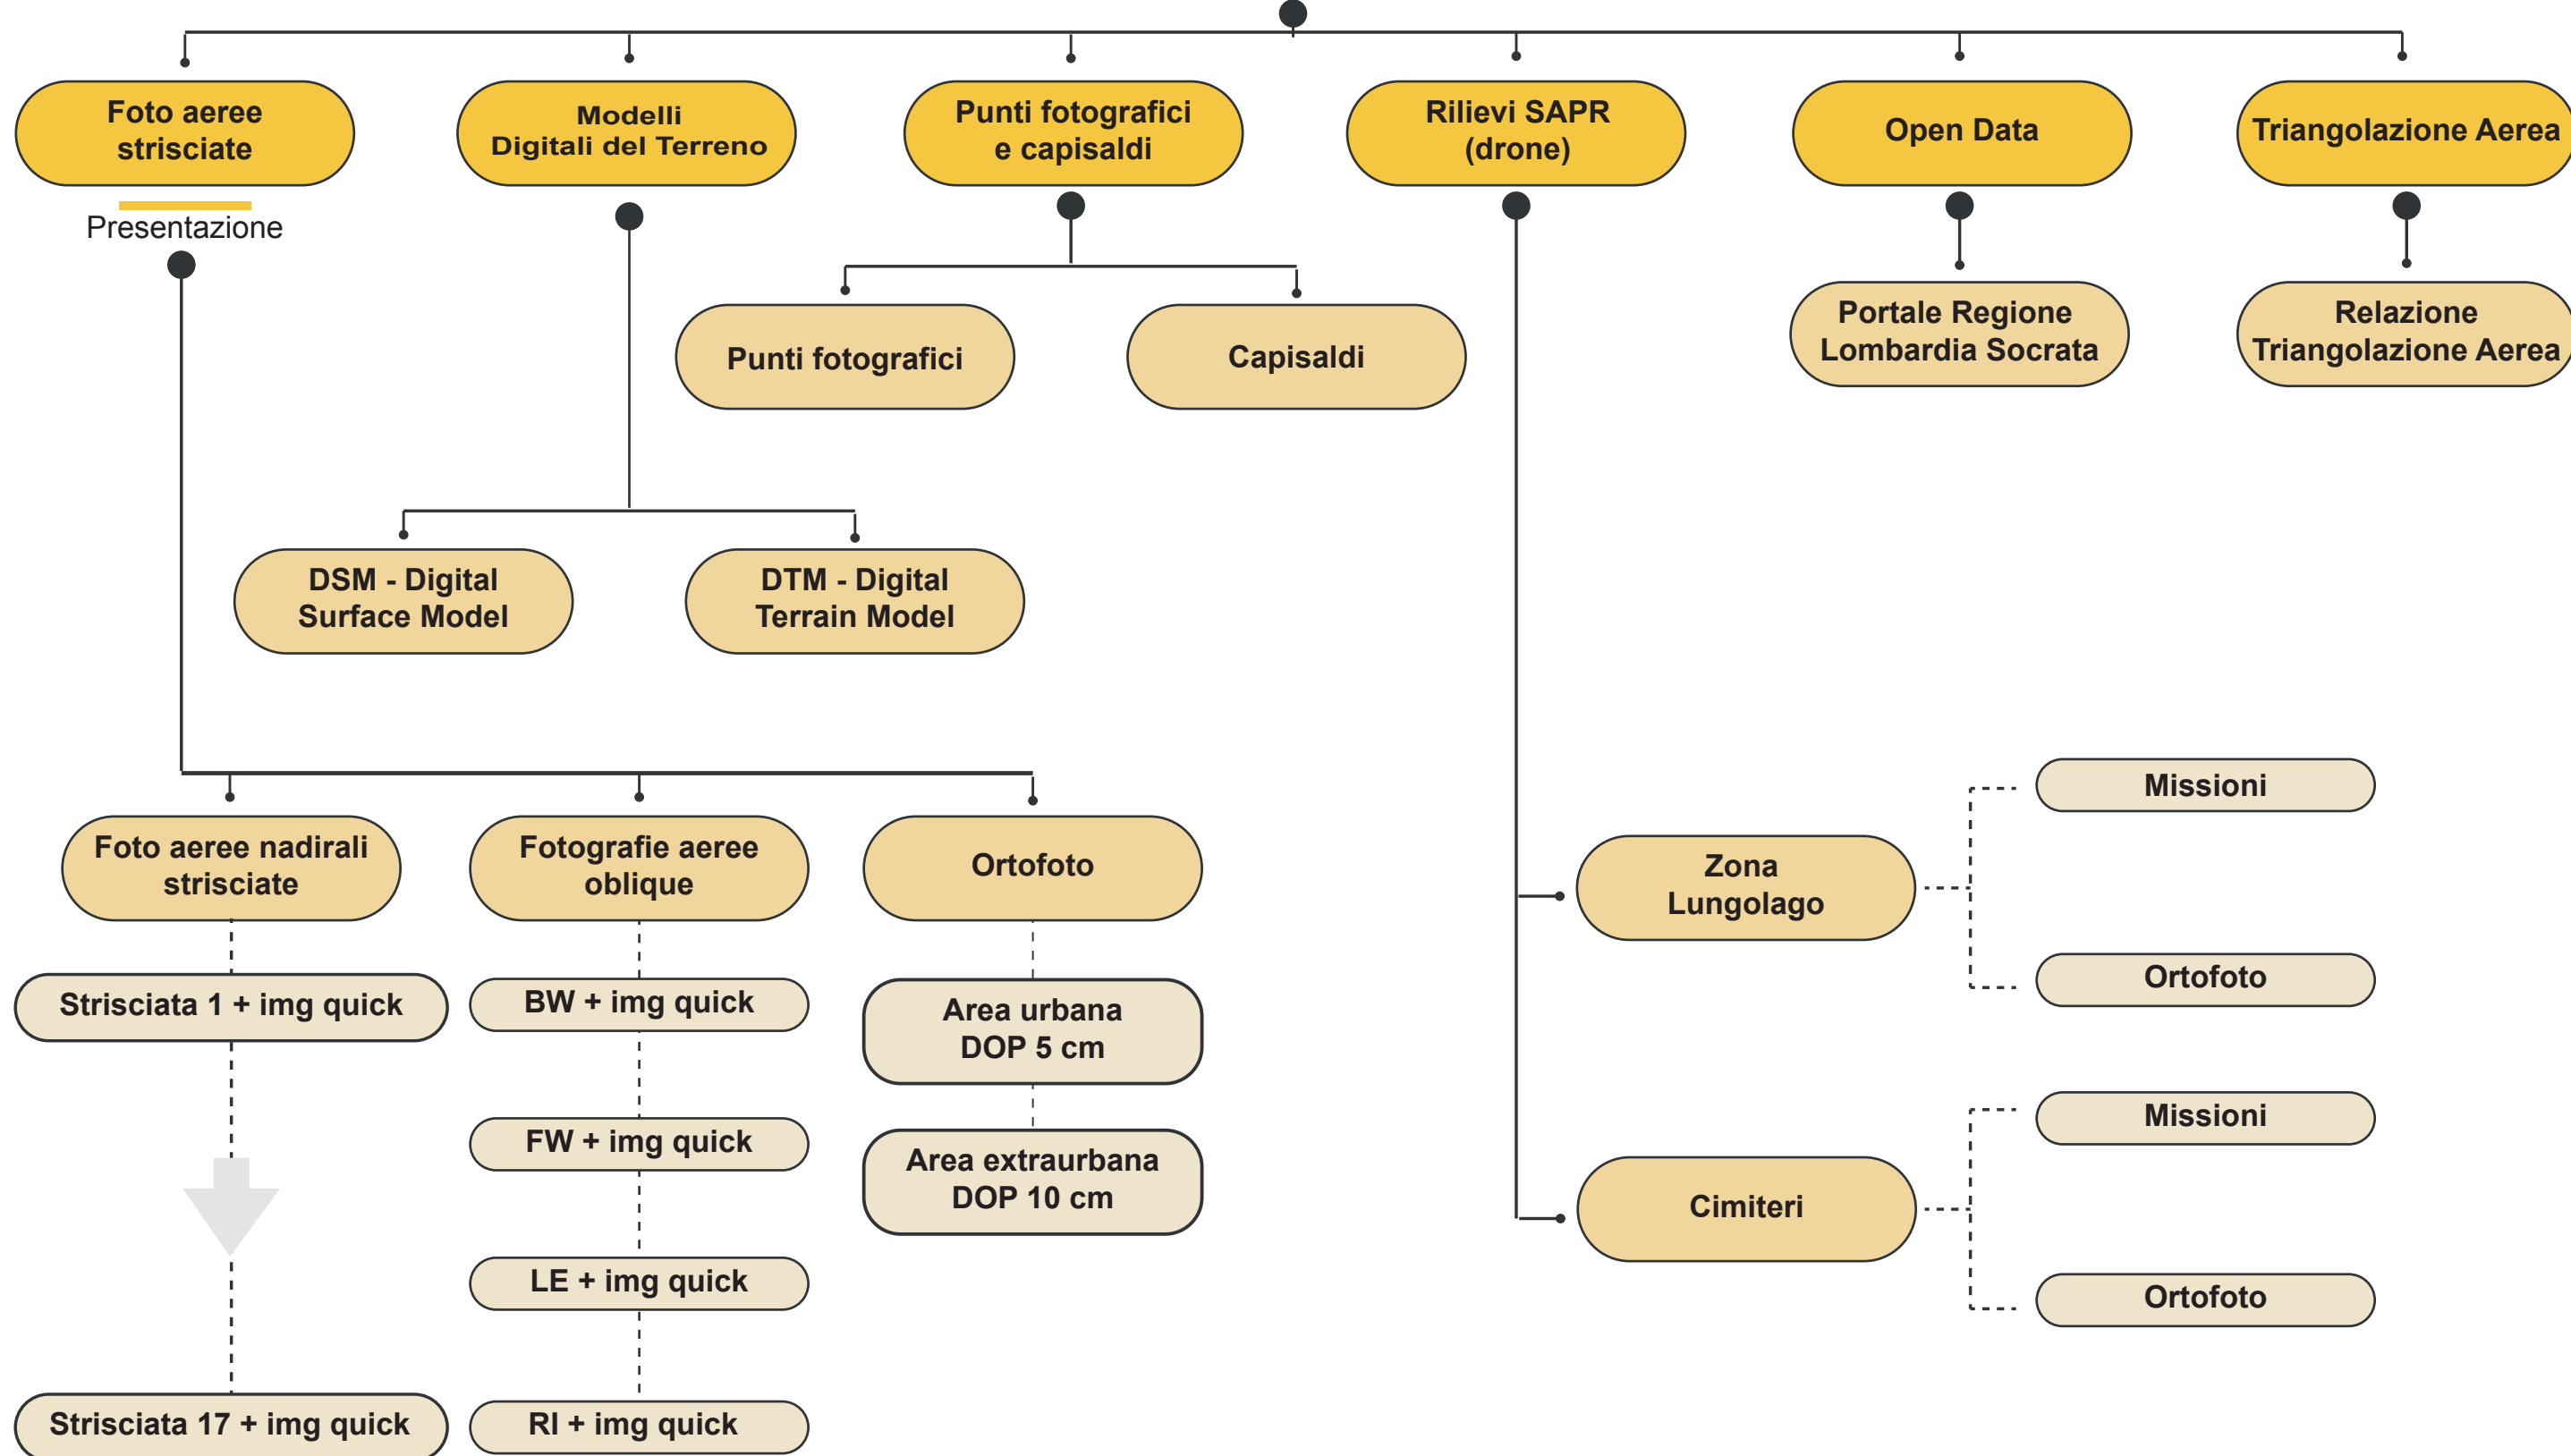 Foto aeree
strisciate
Modelli
Digitali del Terreno
Punti fotografici
e capisaldi
Rilievi SAPR
(drone)
Open Data
Triangolazione Aerea
Presentazione
Punti fotografici
Capisaldi
Portale Regione
Lombardia Socrata
Relazione
Triangolazione Aerea
DSM - Digital
Surface Model
DTM - Digital
Terrain Model
Foto aeree nadirali
strisciate
Fotografie aeree
oblique
Ortofoto
Strisciata 1 + img quick
Strisciata 17 + img quick
BW + img quick
FW + img quick
LE + img quick
RI + img quick
Area urbana
DOP 5 cm
Area extraurbana
DOP 10 cm
Zona
Lungolago
Missioni
Ortofoto
Cimiteri
Missioni
Ortofoto